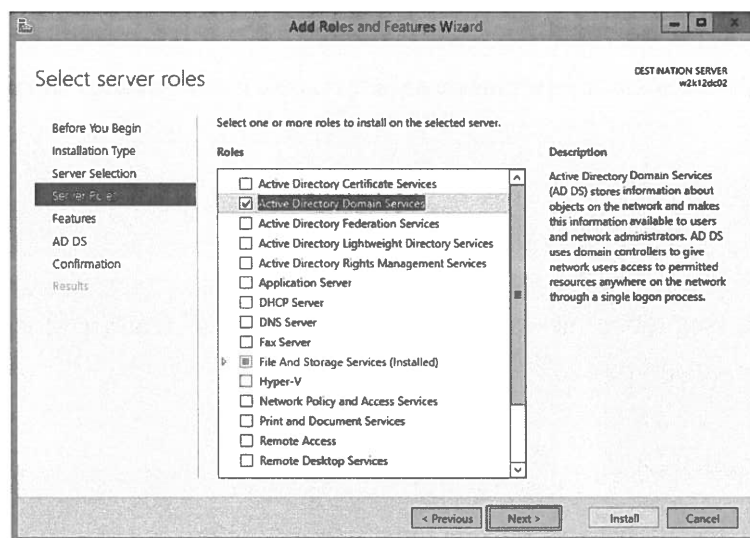 Add Roles and Features Wizard
Select server roles
DESTINATION SERVER
w2k12dc02
Before You Begin
Installation Type
Server Selection
Server Roles
Features
AD DS
Confirmation
Results
Select one or more roles to install on the selected server.
Roles
Active Directory Certificate Services
Active Directory Domain Services
Active Directory Federation Services
Active Directory Lightweight Directory Services
Active Directory Rights Management Services
Application Server
DHCP Server
DNS Server
Fax Server
File And Storage Services (Installed)
Hyper-V
Network Policy and Access Services
Print and Document Services
Remote Access
Remote Desktop Services
Description
Active Directory Domain Services
(AD DS) stores information about
objects on the network and makes
this information available to users
and network administrators. AD DS
uses domain controllers to give
network users access to permitted
resources anywhere on the network
through a single logon process.
< Previous
Next >
Install
Cancel